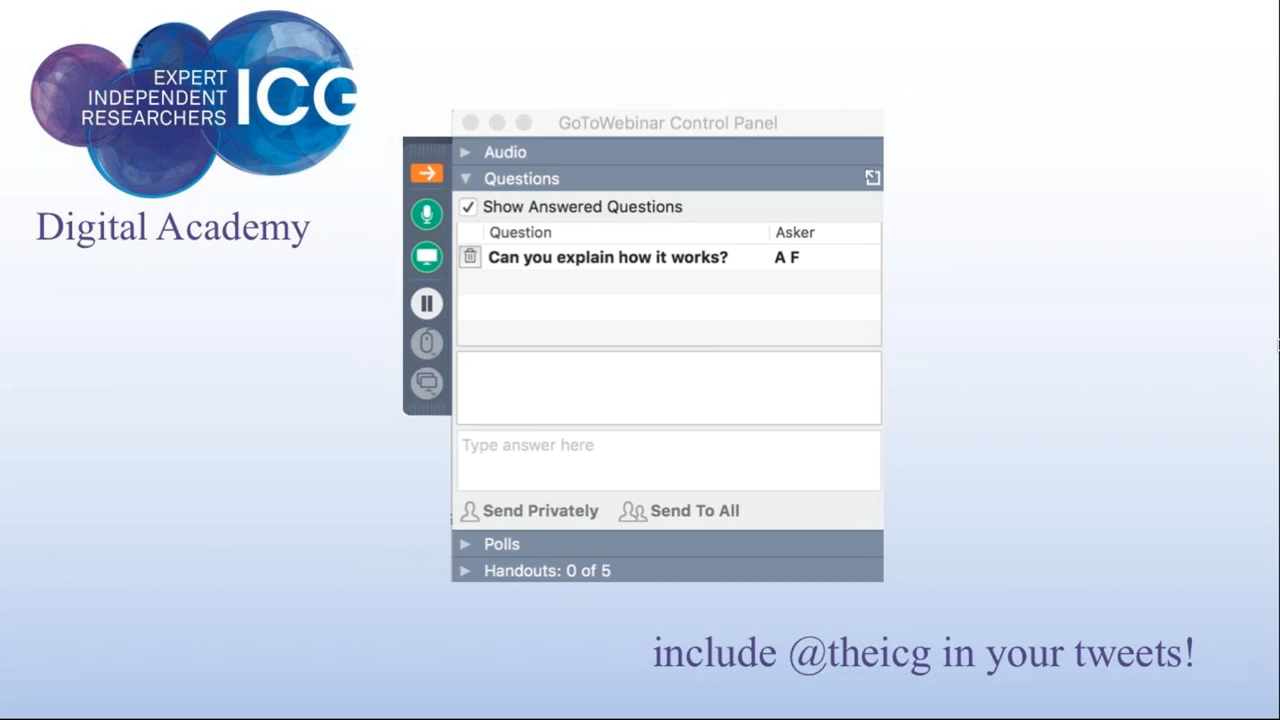 EXPERT
INDEPENDENT
RESEARCHERS
ICG
Digital Academy
GoToWebinar Control Panel
Audio
Questions
Show Answered Questions
Question Asker
Can you explain how it works? A F
Type answer here
Send Privately Send To All
Polls
Handouts: 0 of 5
include @theicg in your tweets!